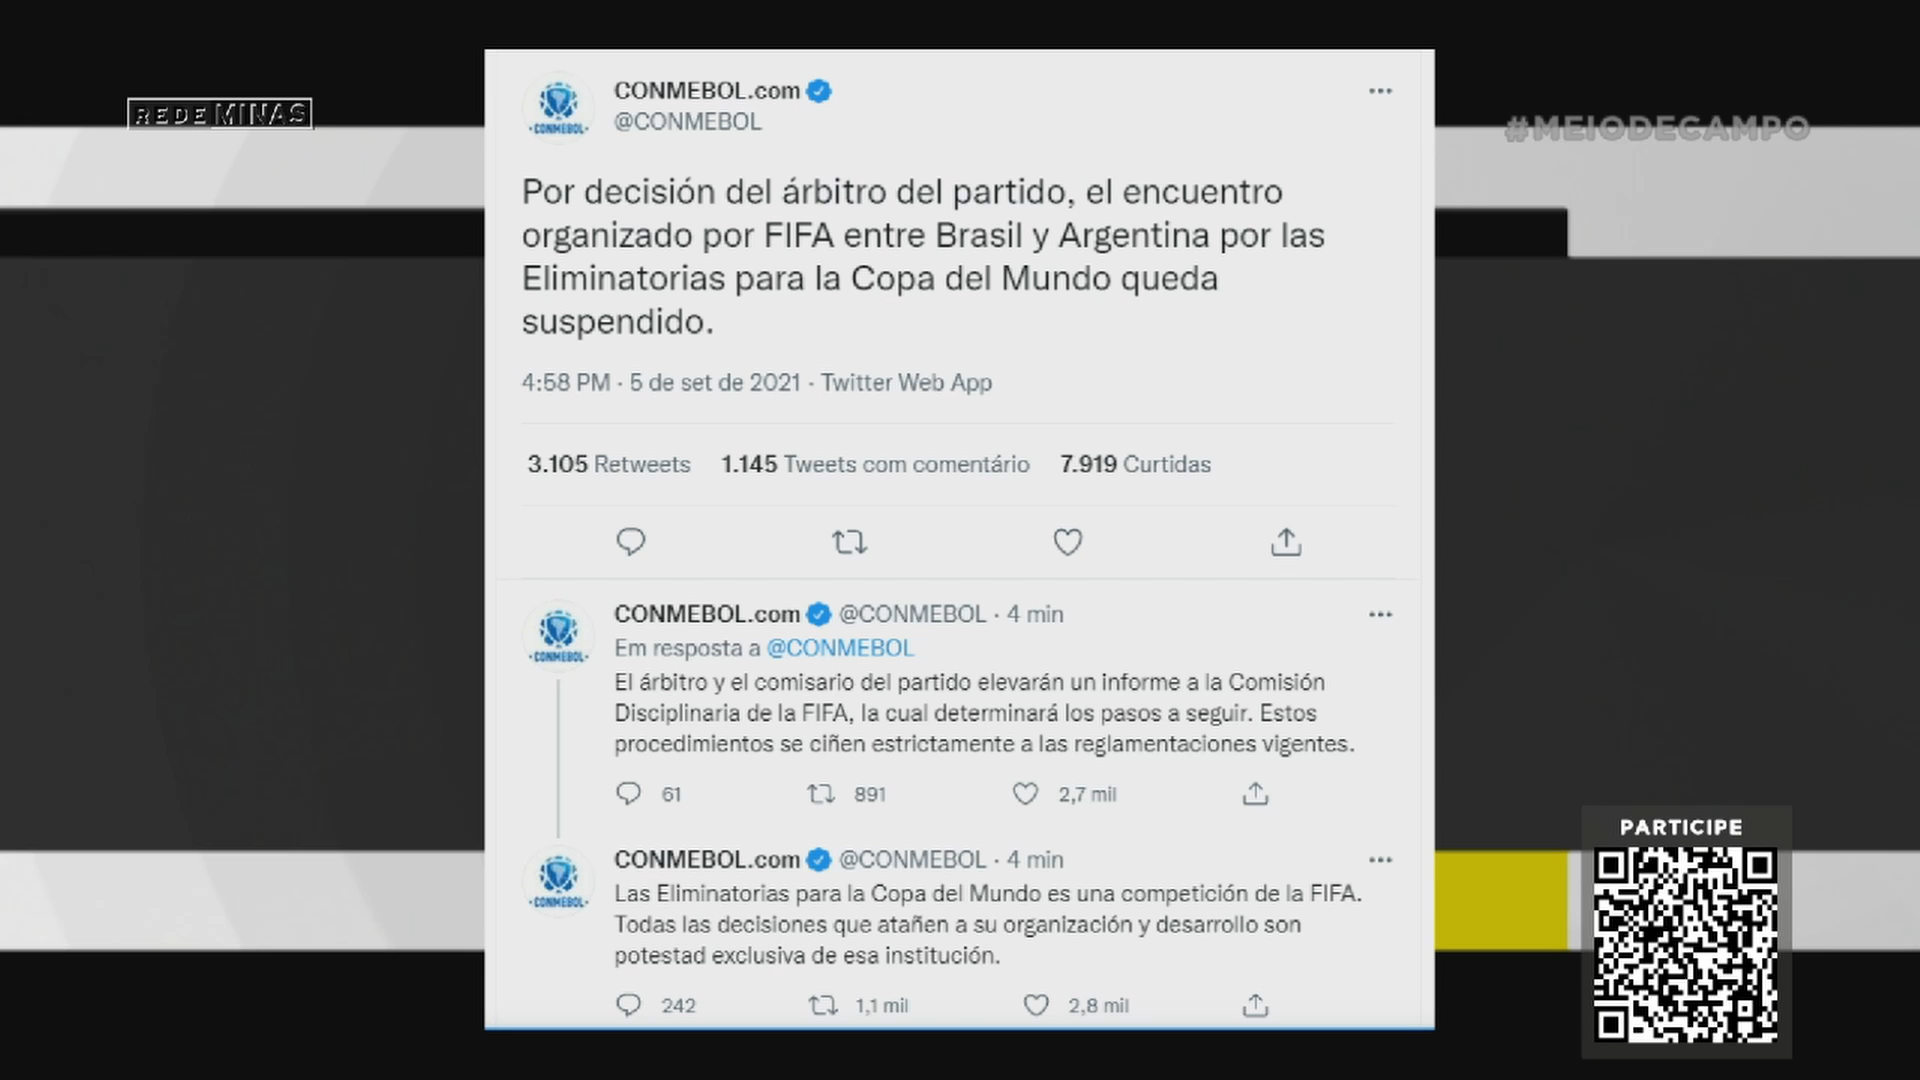 REDE MINAS
#MEIODECAMPO
CONMEBOL.com
@CONMEBOL
Por decisión del árbitro del partido, el encuentro
organizado por FIFA entre Brasil y Argentina por las
Eliminatorias para la Copa del Mundo queda
suspendido.
4:58 PM · 5 de set de 2021 · Twitter Web App
3.105 Retweets 1.145 Tweets com comentário 7.919 Curtidas
CONMEBOL.com @CONMEBOL · 4 min
Em resposta a @CONMEBOL
El árbitro y el comisario del partido elevarán un informe a la Comisión
Disciplinaria de la FIFA, la cual determinará los pasos a seguir. Estos
procedimientos se ciñen estrictamente a las reglamentaciones vigentes.
61 891 2,7 mil
CONMEBOL.com @CONMEBOL · 4 min
Las Eliminatorias para la Copa del Mundo es una competición de la FIFA.
Todas las decisiones que atañen a su organización y desarrollo son
potestad exclusiva de esa institución.
242 1,1 mil 2,8 mil
·CONMEBOL·
·CONMEBOL·
·CONMEBOL·
PARTICIPE